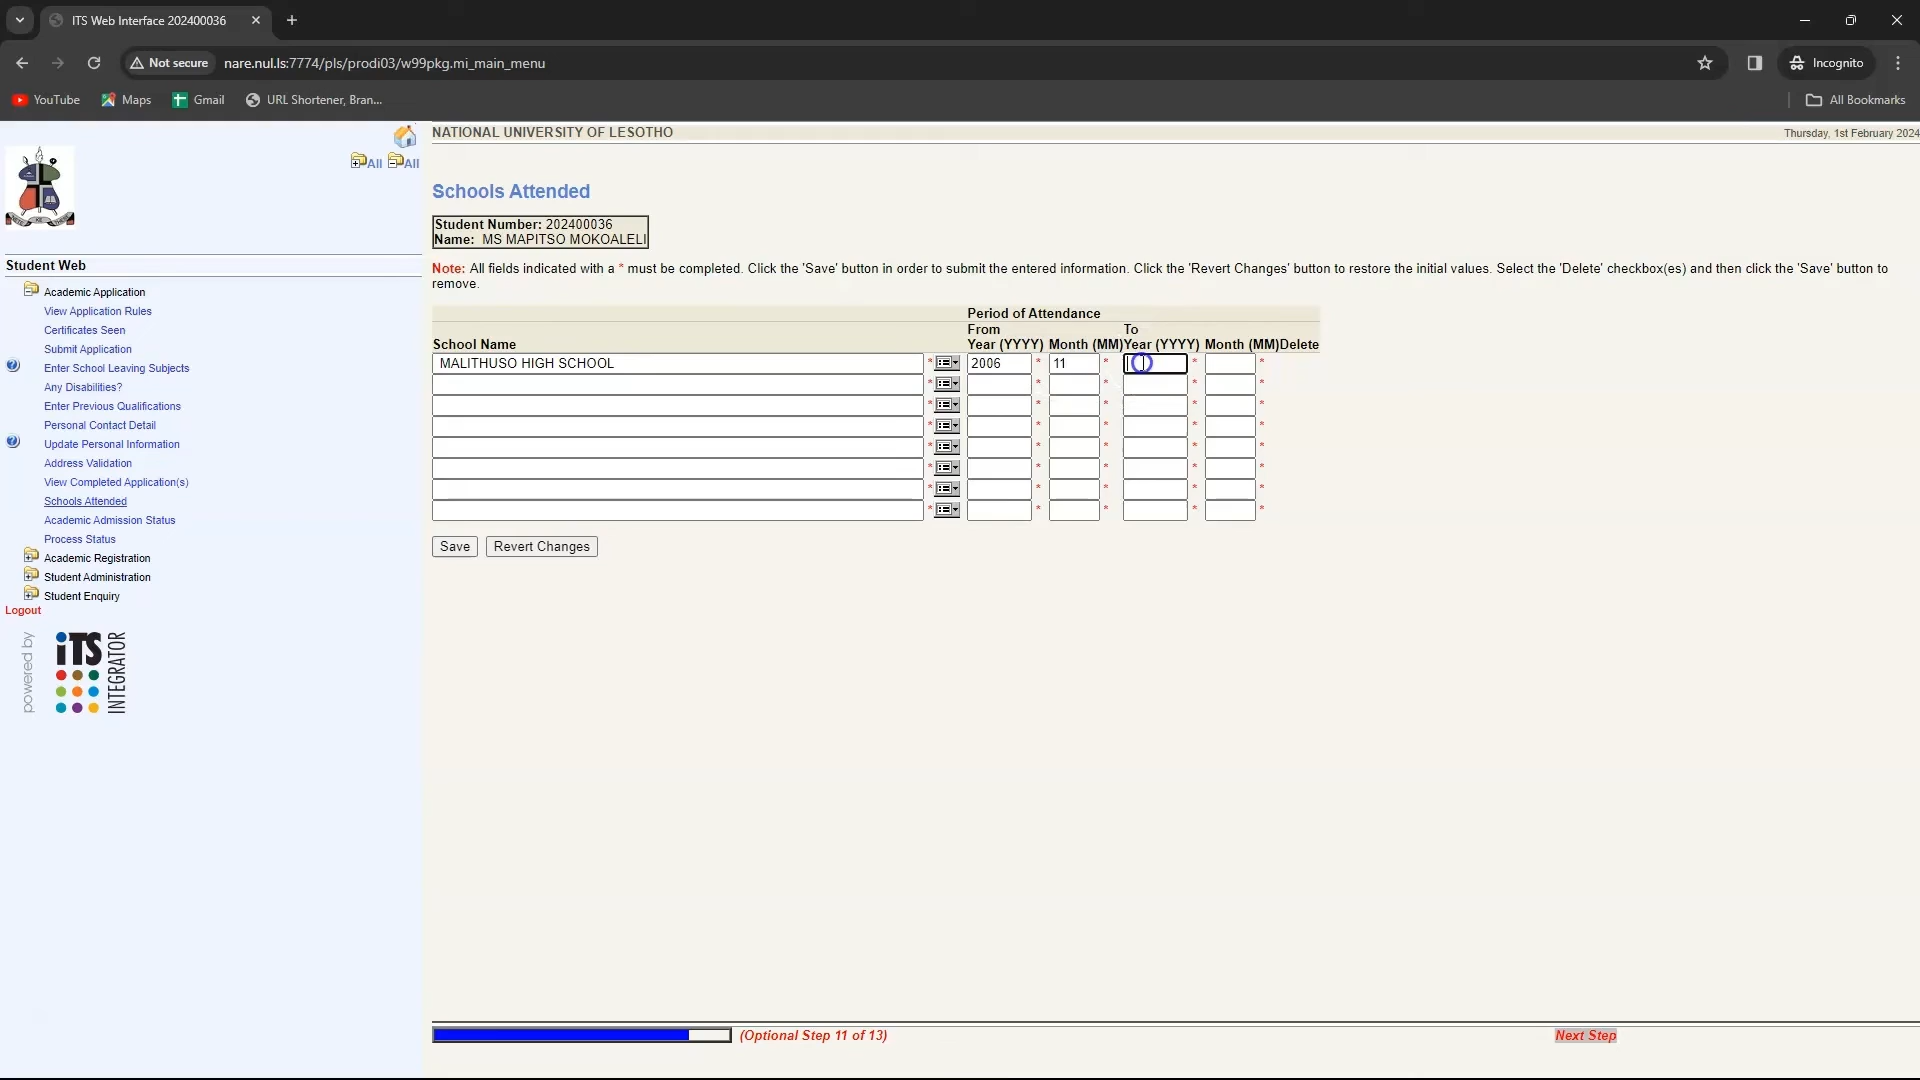 ITS Web Interface 202400036
Not secure
nare.nul.ls:7774/pls/prodi03/w99pkg.mi_main_menu
Incognito
YouTube
Maps
Gmail
URL Shortener, Bran...
All Bookmarks
All All
NATIONAL UNIVERSITY OF LESOTHO
Thursday, 1st February 2024
Student Web
Academic Application
View Application Rules
Certificates Seen
Submit Application
Enter School Leaving Subjects
Any Disabilities?
Enter Previous Qualifications
Personal Contact Detail
Update Personal Information
Address Validation
View Completed Application(s)
Schools Attended
Academic Admission Status
Process Status
Academic Registration
Student Administration
Student Enquiry
Logout
powered by
iTS
INTEGRATOR
Schools Attended
Student Number: 202400036
Name: MS MAPITSO MOKOALELI
Note: All fields indicated with a * must be completed. Click the 'Save' button in order to submit the entered information. Click the 'Revert Changes' button to restore the initial values. Select the 'Delete' checkbox(es) and then click the 'Save' button to
remove.
Period of Attendance
From To
School Name Year (YYYY) Month (MM) Year (YYYY) Month (MM) Delete
MALITHUSO HIGH SCHOOL * 2006 * 11 * *
* * * * *
* * * * *
* * * * *
* * * * *
* * * * *
* * * * *
* * * * *
Save Revert Changes
(Optional Step 11 of 13)
Next Step